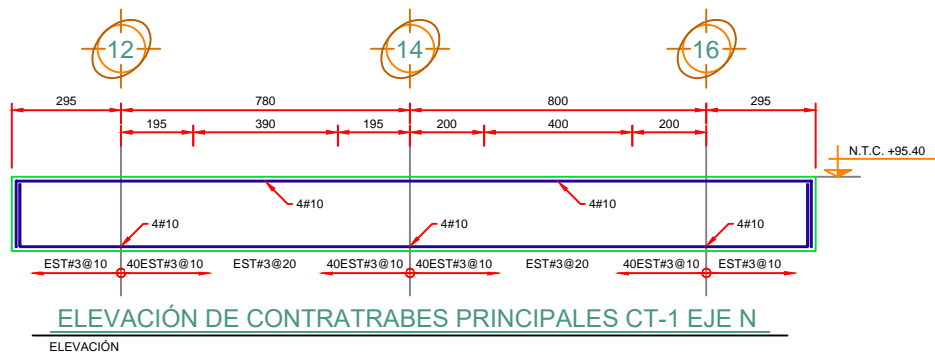 12 14 16
295 780 800 295
195 390 195 200 400 200
N.T.C. +95.40
4#10 4#10
4#10 4#10 4#10
EST#3@10 40EST#3@10 EST#3@20 40EST#3@10 40EST#3@10 EST#3@20 40EST#3@10 EST#3@10
ELEVACIÓN DE CONTRATRABES PRINCIPALES CT-1 EJE N
ELEVACIÓN